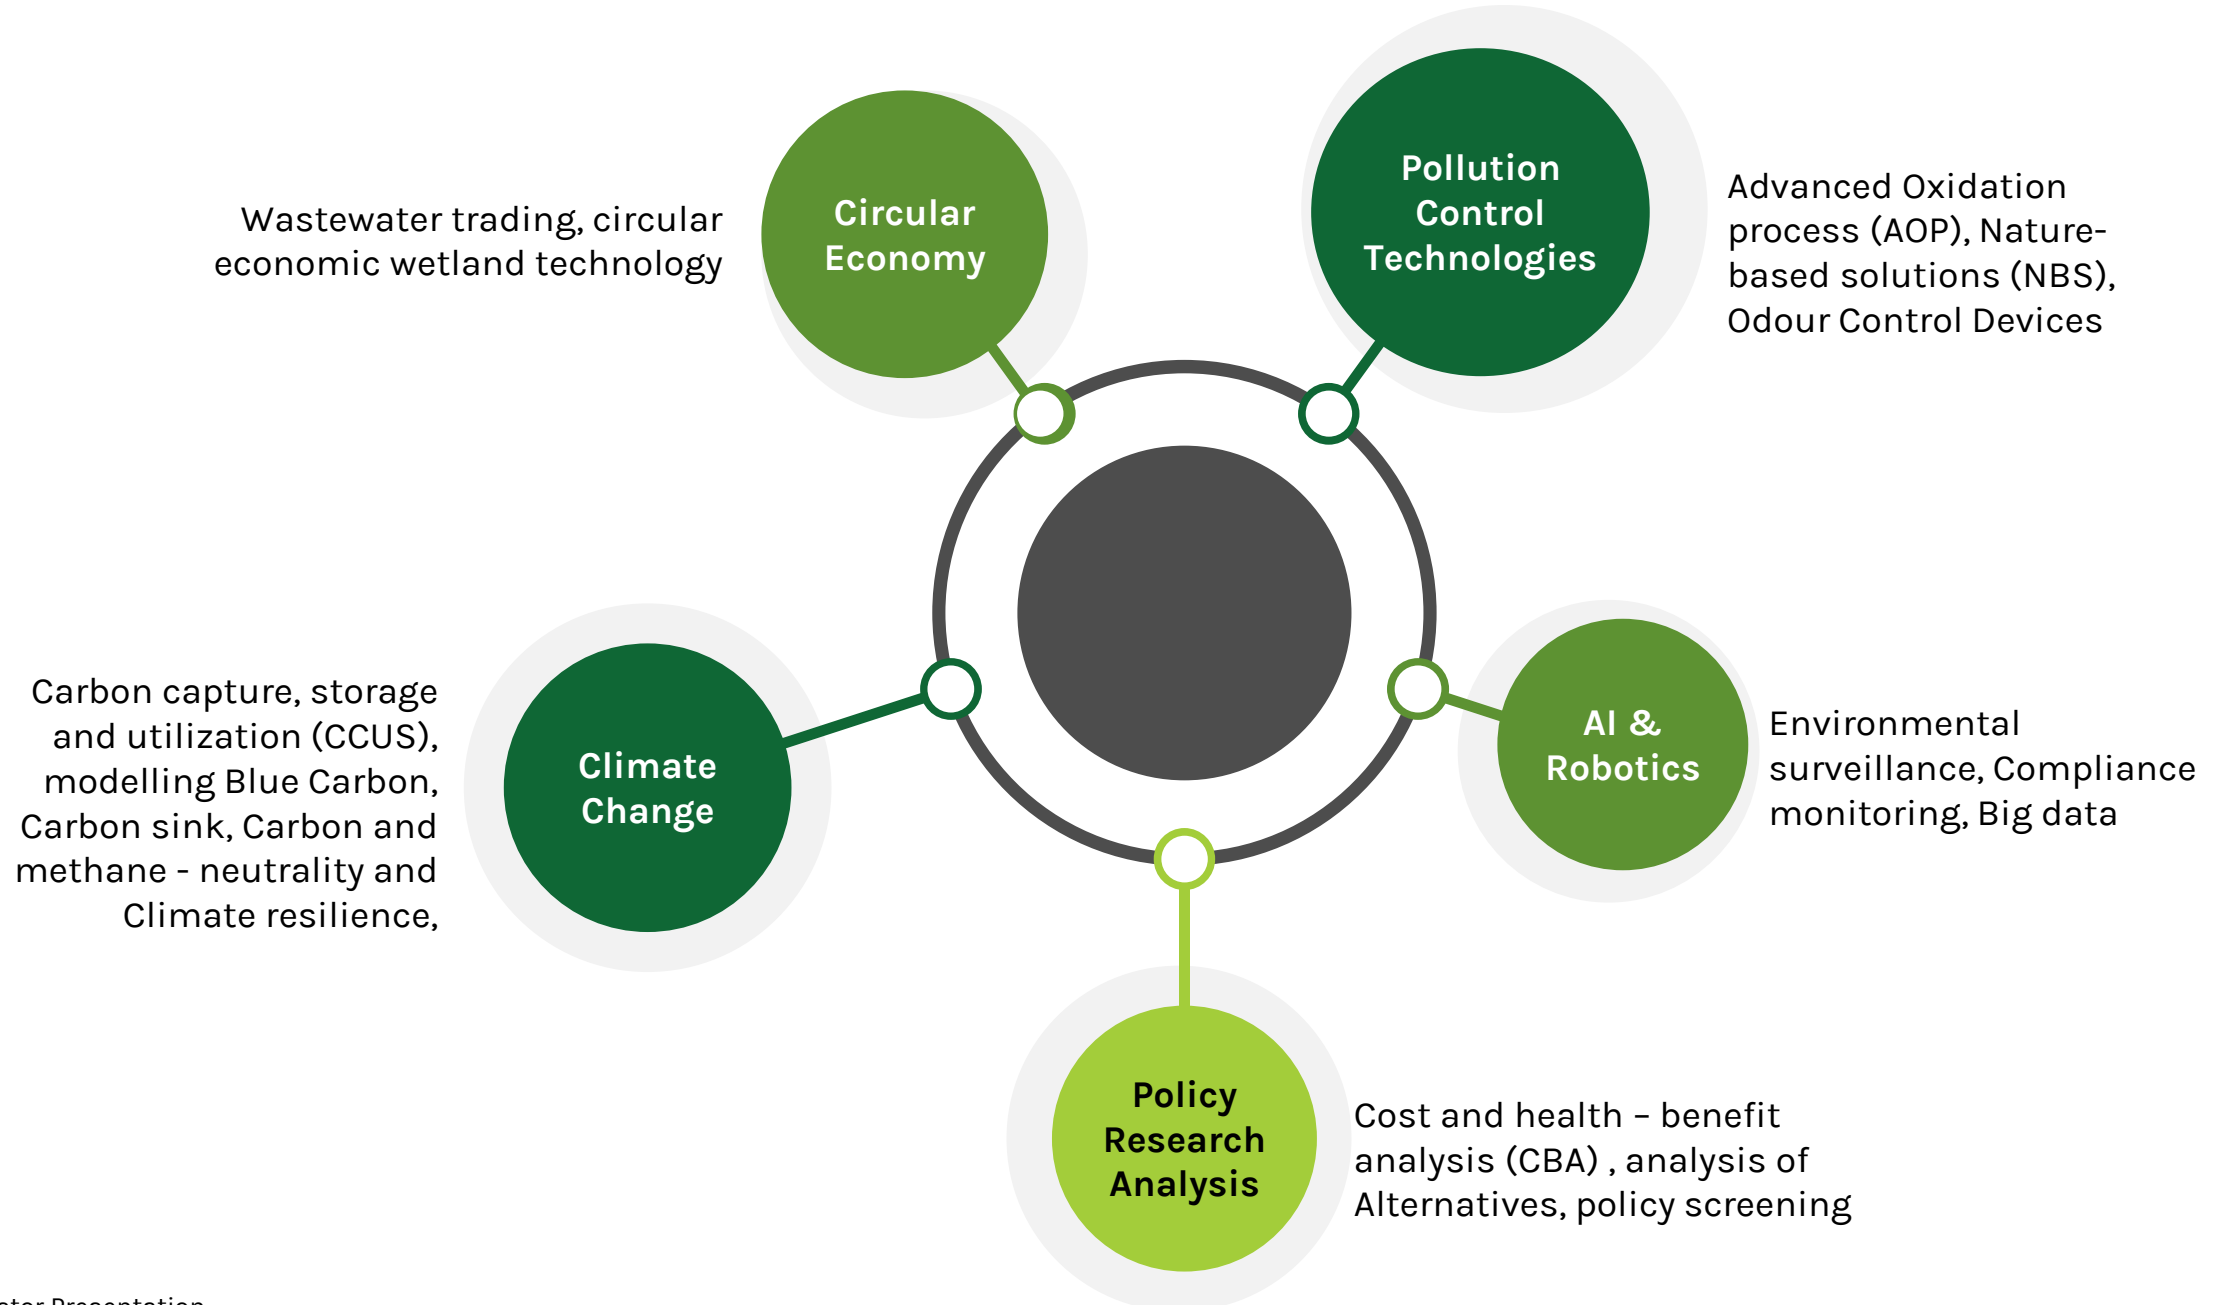 Circular
Economy
Wastewater trading, circular
economic wetland technology
Pollution
Control
Technologies
Advanced Oxidation
process (AOP), Nature-
based solutions (NBS),
Odour Control Devices
Climate
Change
Carbon capture, storage
and utilization (CCUS),
modelling Blue Carbon,
Carbon sink, Carbon and
methane - neutrality and
Climate resilience,
AI &
Robotics
Environmental
surveillance, Compliance
monitoring, Big data
Policy
Research
Analysis
Cost and health – benefit
analysis (CBA) , analysis of
Alternatives, policy screening
Presentation